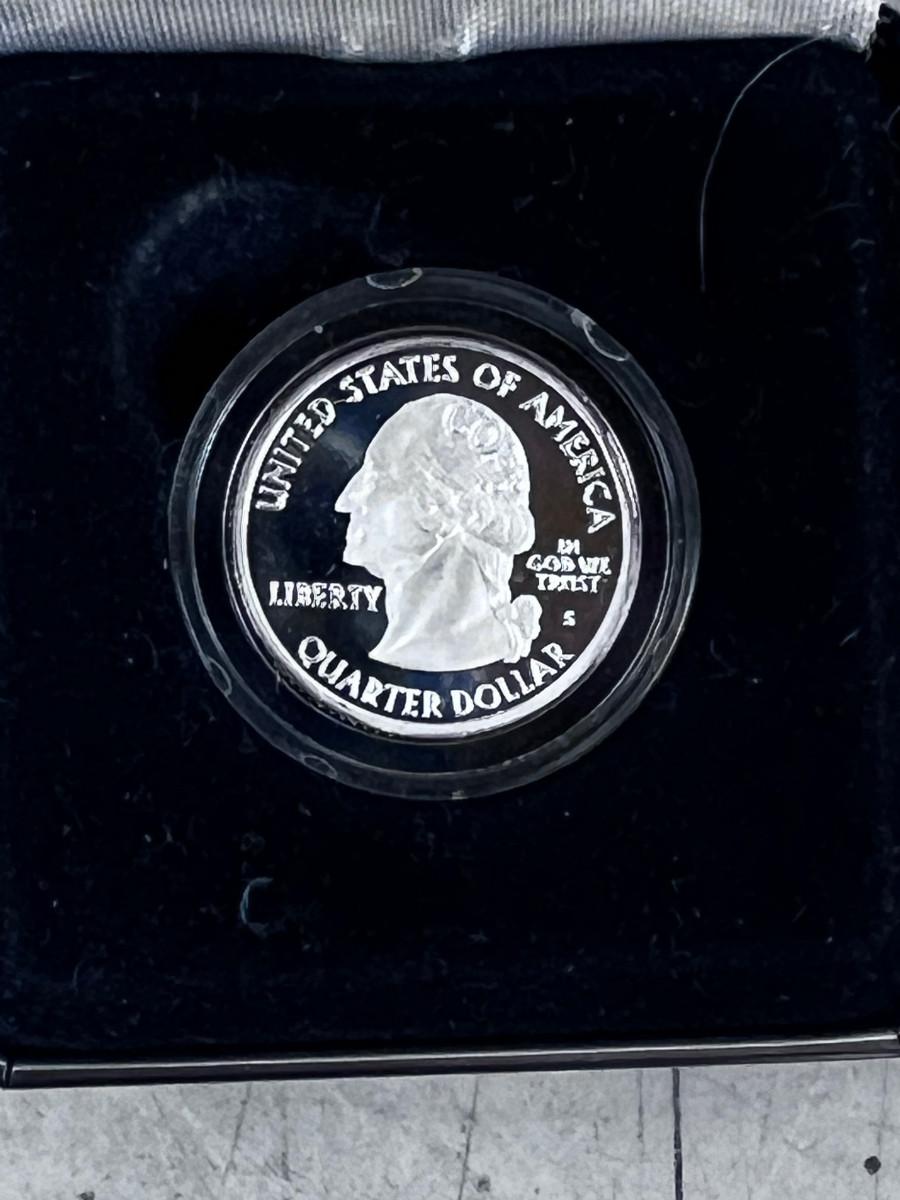 UNITED STATES OF AMERICA
LIBERTY
IN
GOD WE
TRUST
S
QUARTER DOLLAR